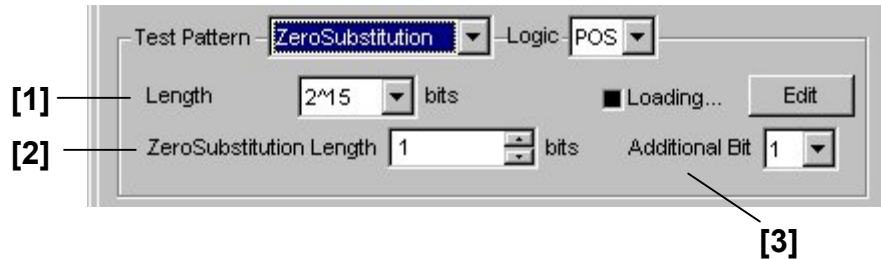 Test Pattern ZeroSubstitution Logic POS
[1] Length 2^15 bits Loading... Edit
[2] ZeroSubstitution Length 1 bits Additional Bit 1
[3]